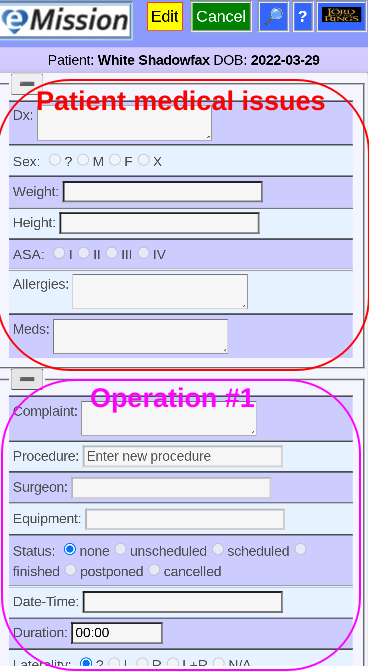 eMission Edit Cancel ? LORD OF THE RINGS
Patient: White Shadowfax DOB: 2022-03-29
Patient medical issues
Dx:
Sex: ? M F X
Weight:
Height:
ASA: I II III IV
Allergies:
Meds:
Operation #1
Complaint:
Procedure: Enter new procedure
Surgeon:
Equipment:
Status: none unscheduled scheduled
finished postponed cancelled
Date-Time:
Duration: 00:00
Laterality: ? L R L+R N/A